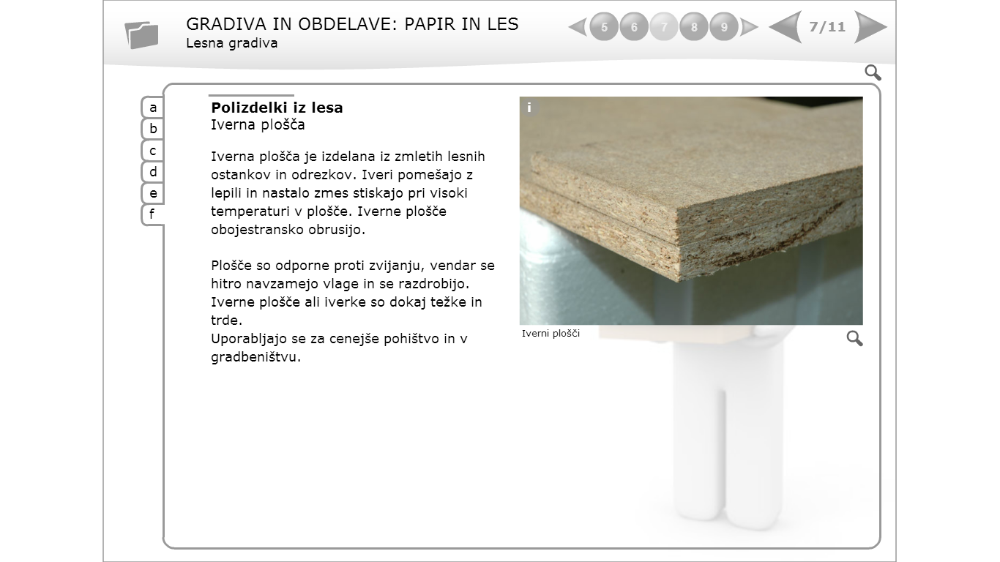 GRADIVA IN OBDELAVE: PAPIR IN LES
Lesna gradiva
5 6 7 8 9
7/11
a
b
c
d
e
f
Polizdelki iz lesa
Iverna plošča
Iverna plošča je izdelana iz zmletih lesnih
ostankov in odrezkov. Iveri pomešajo z
lepili in nastalo zmes stiskajo pri visoki
temperaturi v plošče. Iverne plošče
obojestransko obrusijo.
Plošče so odporne proti zvijanju, vendar se
hitro navzamejo vlage in se razdrobijo.
Iverne plošče ali iverke so dokaj težke in
trde.
Uporabljajo se za cenejše pohištvo in v
gradbeništvu.
i
Iverni plošči